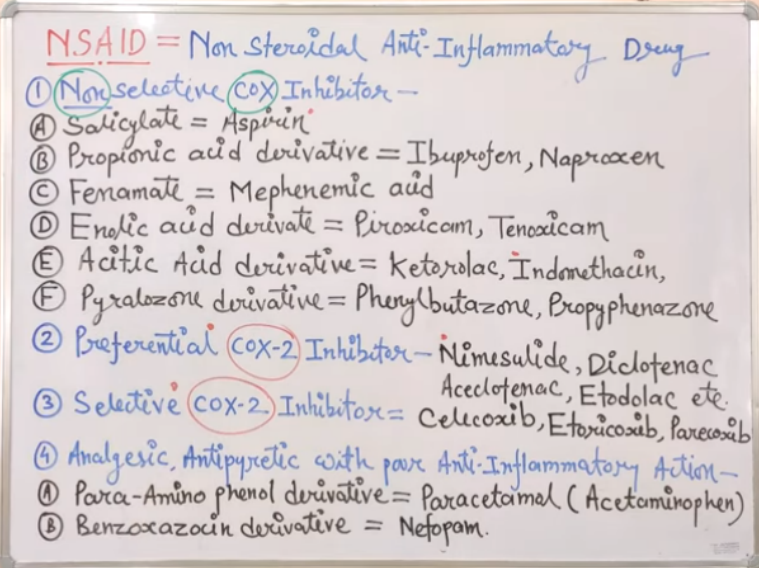 NSAID = Non Steroidal Anti-Inflammatory Drug
① Nonselective COX Inhibitor —
Ⓐ Salicylate = Aspirin
Ⓑ Propionic acid derivative = Ibuprofen, Naproxen
Ⓒ Fenamate = Mephenemic acid
Ⓓ Enolic acid derivate = Piroxicam, Tenoxicam
Ⓔ Acitic Acid derivative = Ketorolac, Indomethacin,
Ⓕ Pyralozone derivative = Phenylbutazone, Propyphenazone
② Preferential COX-2 Inhibitor — Nimesulide, Diclofenac
Aceclofenac, Etodolac etc.
③ Selective COX-2 Inhibitor = Celecoxib, Etoricoxib, Parecoxib
④ Analgesic, Antipyretic with poor Anti-Inflammatory Action —
Ⓐ Para-Amino phenol derivative = Paracetamal (Acetaminophen)
Ⓑ Benzoxazocin derivative = Nefopam.